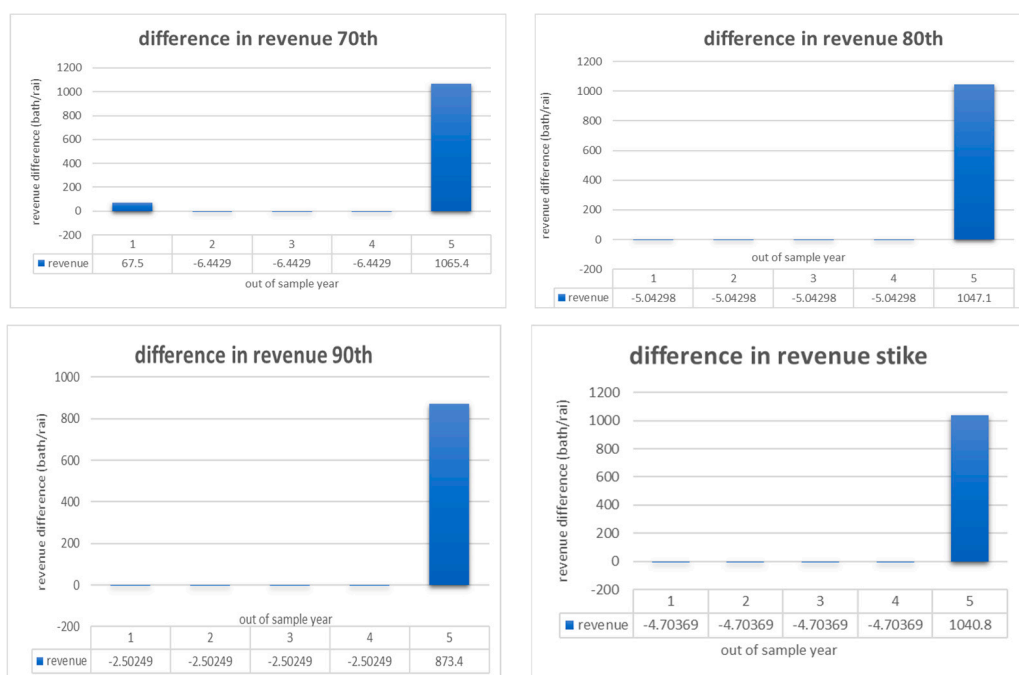 difference in revenue 70th
revenue difference (bath/rai)
1200
1000
800
600
400
200
0
-200
1 2 3 4 5
revenue 67.5 -6.4429 -6.4429 -6.4429 1065.4
out of sample year
difference in revenue 80th
revenue difference (bath/rai)
1200
1000
800
600
400
200
0
-200
out of sample year
1 2 3 4 5
revenue -5.04298 -5.04298 -5.04298 -5.04298 1047.1
difference in revenue 90th
revenue difference (bath/rai)
1000
800
600
400
200
0
-200
out of sample year
1 2 3 4 5
revenue -2.50249 -2.50249 -2.50249 -2.50249 873.4
difference in revenue stike
revenue difference (bath/rai)
1200
1000
800
600
400
200
0
-200
1 2 3 4 5
revenue -4.70369 -4.70369 -4.70369 -4.70369 1040.8
out of sample year